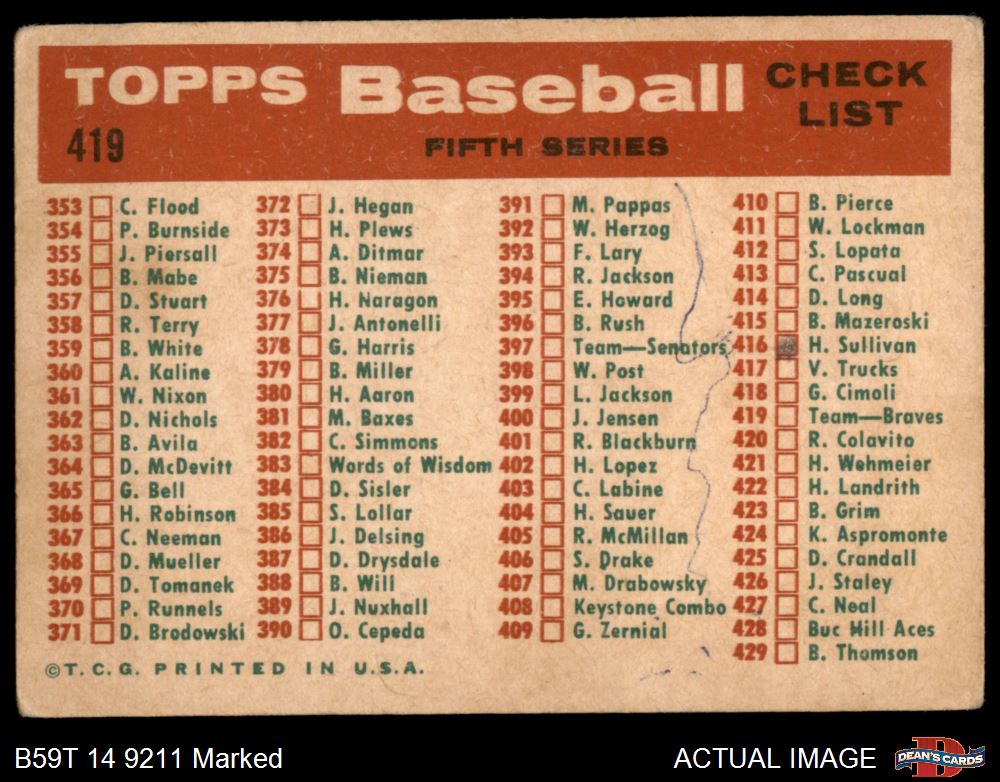 TOPPS Baseball CHECK LIST
419 FIFTH SERIES
353 C. Flood
354 P. Burnside
355 J. Piersall
356 B. Mabe
357 D. Stuart
358 R. Terry
359 B. White
360 A. Kaline
361 W. Nixon
362 D. Nichols
363 B. Avila
364 D. McDevitt
365 G. Bell
366 H. Robinson
367 C. Neeman
368 D. Mueller
369 D. Tomanek
370 P. Runnels
371 D. Brodowski
372 J. Hegan
373 H. Plews
374 A. Ditmar
375 B. Nieman
376 H. Naragon
377 J. Antonelli
378 G. Harris
379 B. Miller
380 H. Aaron
381 M. Baxes
382 C. Simmons
383 Words of Wisdom
384 D. Sisler
385 S. Lollar
386 J. Delsing
387 D. Drysdale
388 B. Will
389 J. Nuxhall
390 O. Cepeda
391 M. Pappas
392 W. Herzog
393 F. Lary
394 R. Jackson
395 E. Howard
396 B. Rush
397 Team—Senators
398 W. Post
399 L. Jackson
400 J. Jensen
401 R. Blackburn
402 H. Lopez
403 C. Labine
404 H. Sauer
405 R. McMillan
406 S. Drake
407 M. Drabowsky
408 Keystone Combo
409 G. Zernial
410 B. Pierce
411 W. Lockman
412 S. Lopata
413 C. Pascual
414 D. Long
415 B. Mazeroski
416 H. Sullivan
417 V. Trucks
418 G. Cimoli
419 Team—Braves
420 R. Colavito
421 H. Wehmeier
422 H. Landrith
423 B. Grim
424 K. Aspromonte
425 D. Crandall
426 J. Staley
427 C. Neal
428 Buc Hill Aces
429 B. Thomson
©T.C.G. PRINTED IN U.S.A.
B59T 14 9211 Marked
ACTUAL IMAGE
DEAN'S CARDS